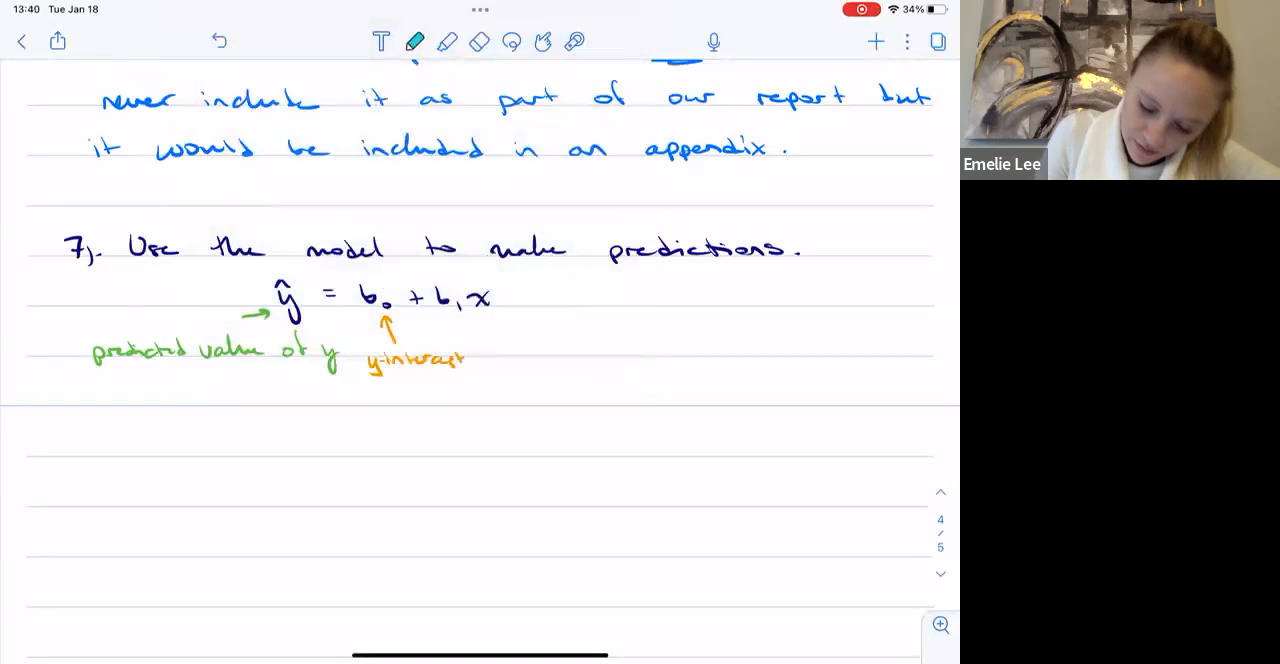 13:40 Tue Jan 18
34%
never include it as part of our report but
it would be included in an appendix.
Emelie Lee
7). Use the model to make predictions.
ŷ = b₀ + b₁x
predicted value of y
y-intercept
4
/
5